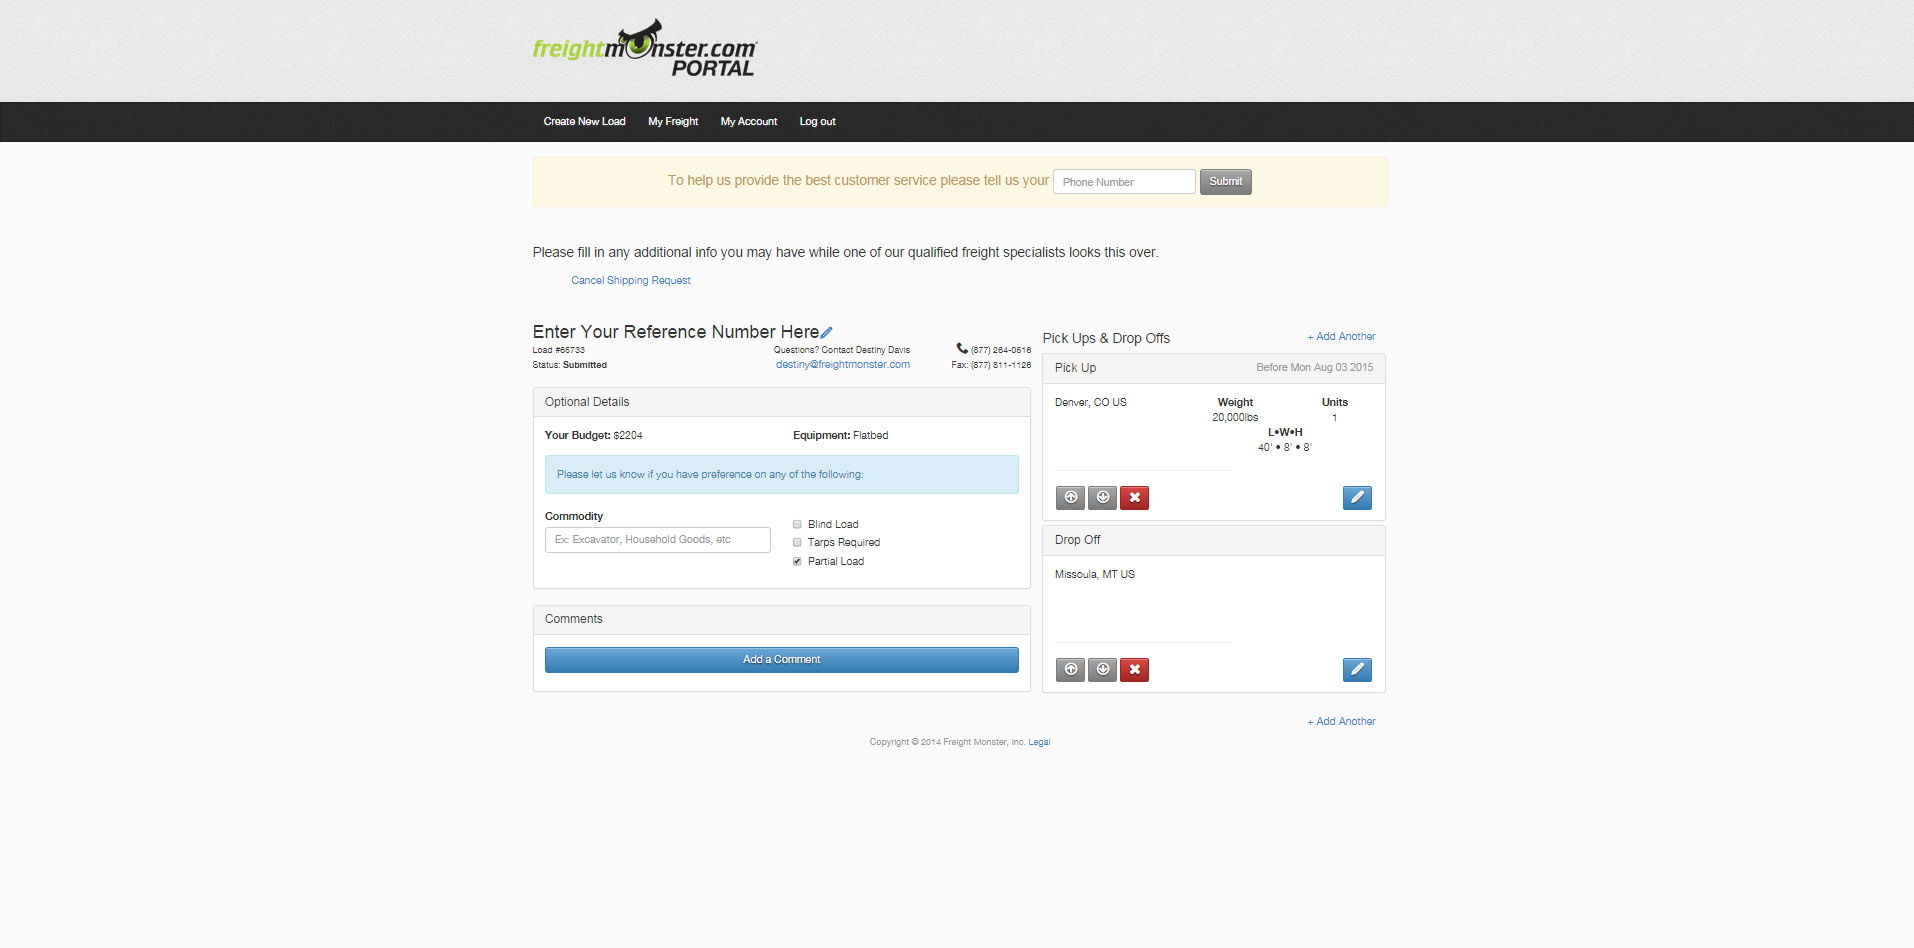 freightmonster.com
PORTAL
Create New Load My Freight My Account Log out
To help us provide the best customer service please tell us your Phone Number Submit
Please fill in any additional info you may have while one of our qualified freight specialists looks this over.
Cancel Shipping Request
Enter Your Reference Number Here
Load #65733 Questions? Contact Destiny Davis (877) 264-0516
Status: Submitted destiny@freightmonster.com Fax: (877) 811-1126
Optional Details
Your Budget: $2204 Equipment: Flatbed
Please let us know if you have preference on any of the following:
Commodity
Ex: Excavator, Household Goods, etc
Blind Load
Tarps Required
Partial Load
Comments
Add a Comment
Pick Ups & Drop Offs + Add Another
Pick Up Before Mon Aug 03 2015
Denver, CO US Weight Units
20,000lbs 1
L•W•H
40' • 8' • 8'
Drop Off
Missoula, MT US
+ Add Another
Copyright © 2014 Freight Monster, Inc. Legal